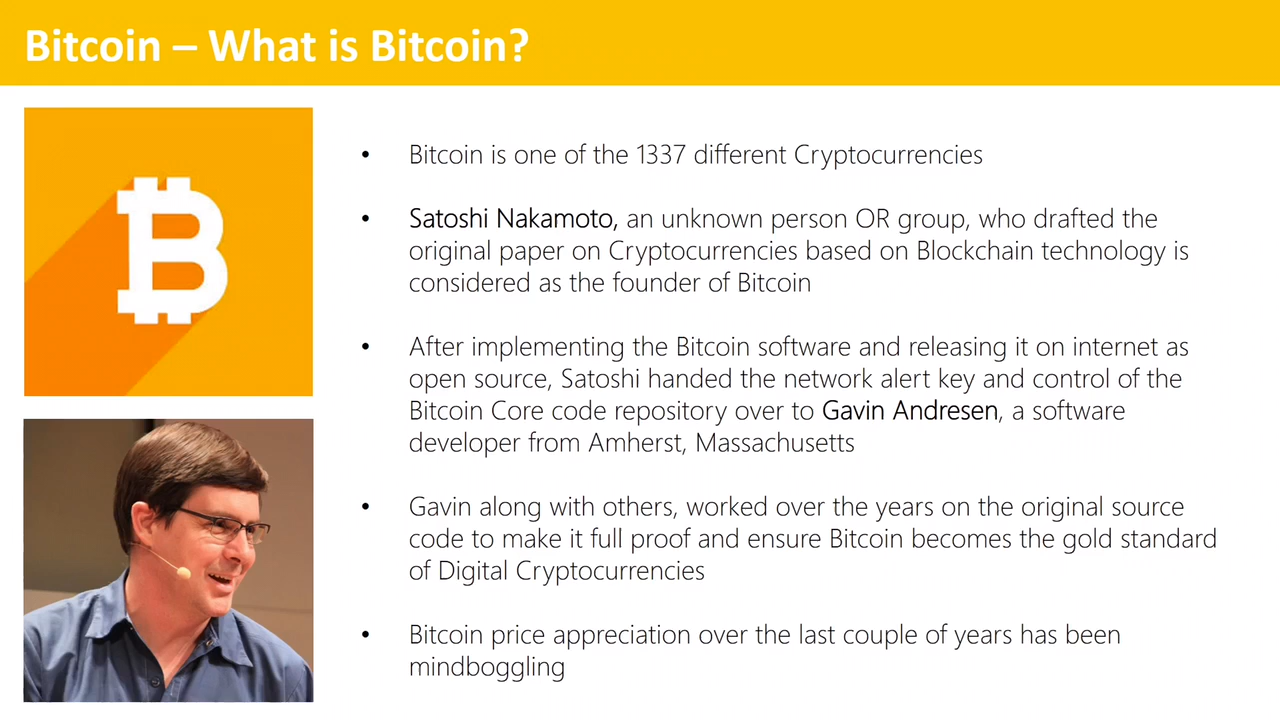 Bitcoin – What is Bitcoin?
• Bitcoin is one of the 1337 different Cryptocurrencies
• Satoshi Nakamoto, an unknown person OR group, who drafted the
original paper on Cryptocurrencies based on Blockchain technology is
considered as the founder of Bitcoin
• After implementing the Bitcoin software and releasing it on internet as
open source, Satoshi handed the network alert key and control of the
Bitcoin Core code repository over to Gavin Andresen, a software
developer from Amherst, Massachusetts
• Gavin along with others, worked over the years on the original source
code to make it full proof and ensure Bitcoin becomes the gold standard
of Digital Cryptocurrencies
• Bitcoin price appreciation over the last couple of years has been
mindboggling